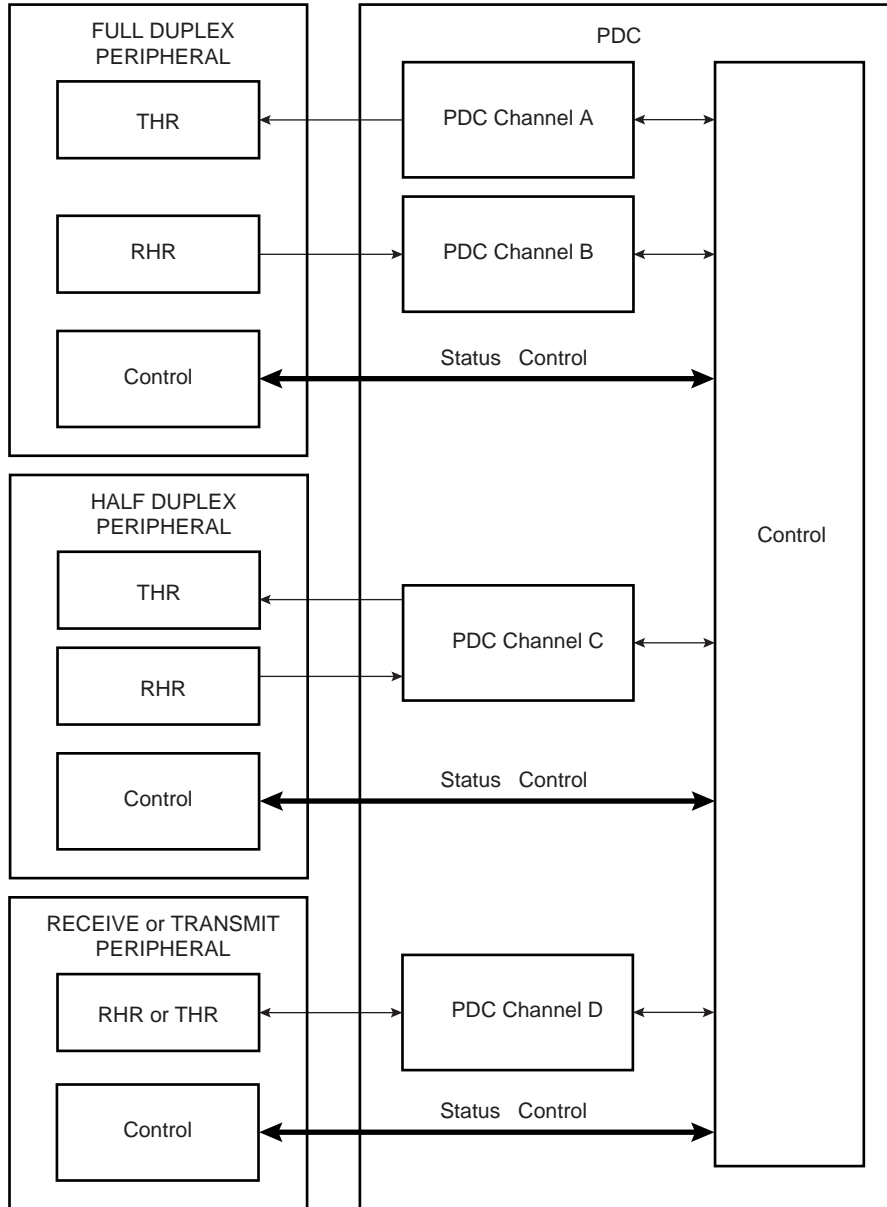 FULL DUPLEX
PERIPHERAL
PDC
THR
PDC Channel A
RHR
PDC Channel B
Control
Status Control
HALF DUPLEX
PERIPHERAL
Control
THR
PDC Channel C
RHR
Control
Status Control
RECEIVE or TRANSMIT
PERIPHERAL
RHR or THR
PDC Channel D
Control
Status Control